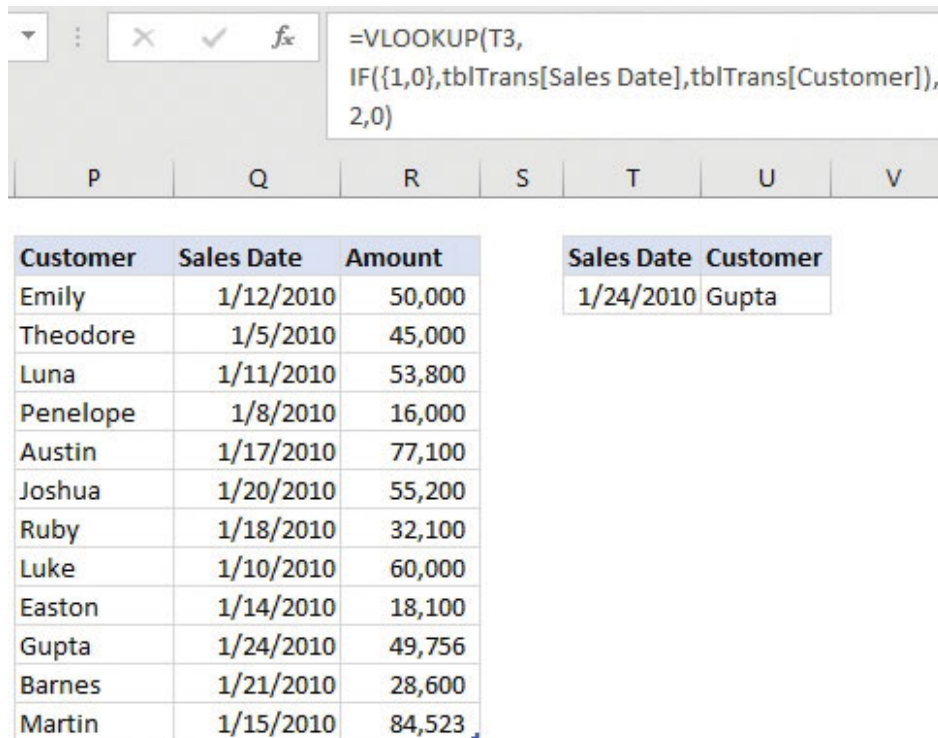 fx =VLOOKUP(T3,
IF({1,0},tblTrans[Sales Date],tblTrans[Customer]),
2,0)
P Q R S T U V
Customer Sales Date Amount Sales Date Customer
Emily 1/12/2010 50,000 1/24/2010 Gupta
Theodore 1/5/2010 45,000
Luna 1/11/2010 53,800
Penelope 1/8/2010 16,000
Austin 1/17/2010 77,100
Joshua 1/20/2010 55,200
Ruby 1/18/2010 32,100
Luke 1/10/2010 60,000
Easton 1/14/2010 18,100
Gupta 1/24/2010 49,756
Barnes 1/21/2010 28,600
Martin 1/15/2010 84,523